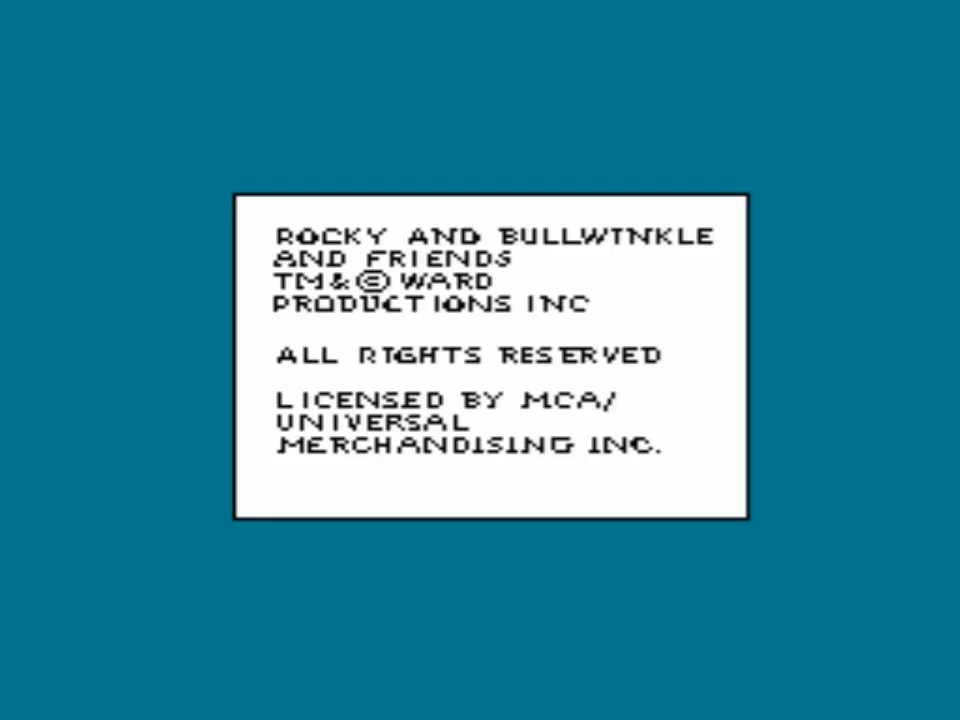 ROCKY AND BULLWINKLE
AND FRIENDS
TM&© WARD
PRODUCTIONS INC
ALL RIGHTS RESERVED
LICENSED BY MCA/
UNIVERSAL
MERCHANDISING INC.